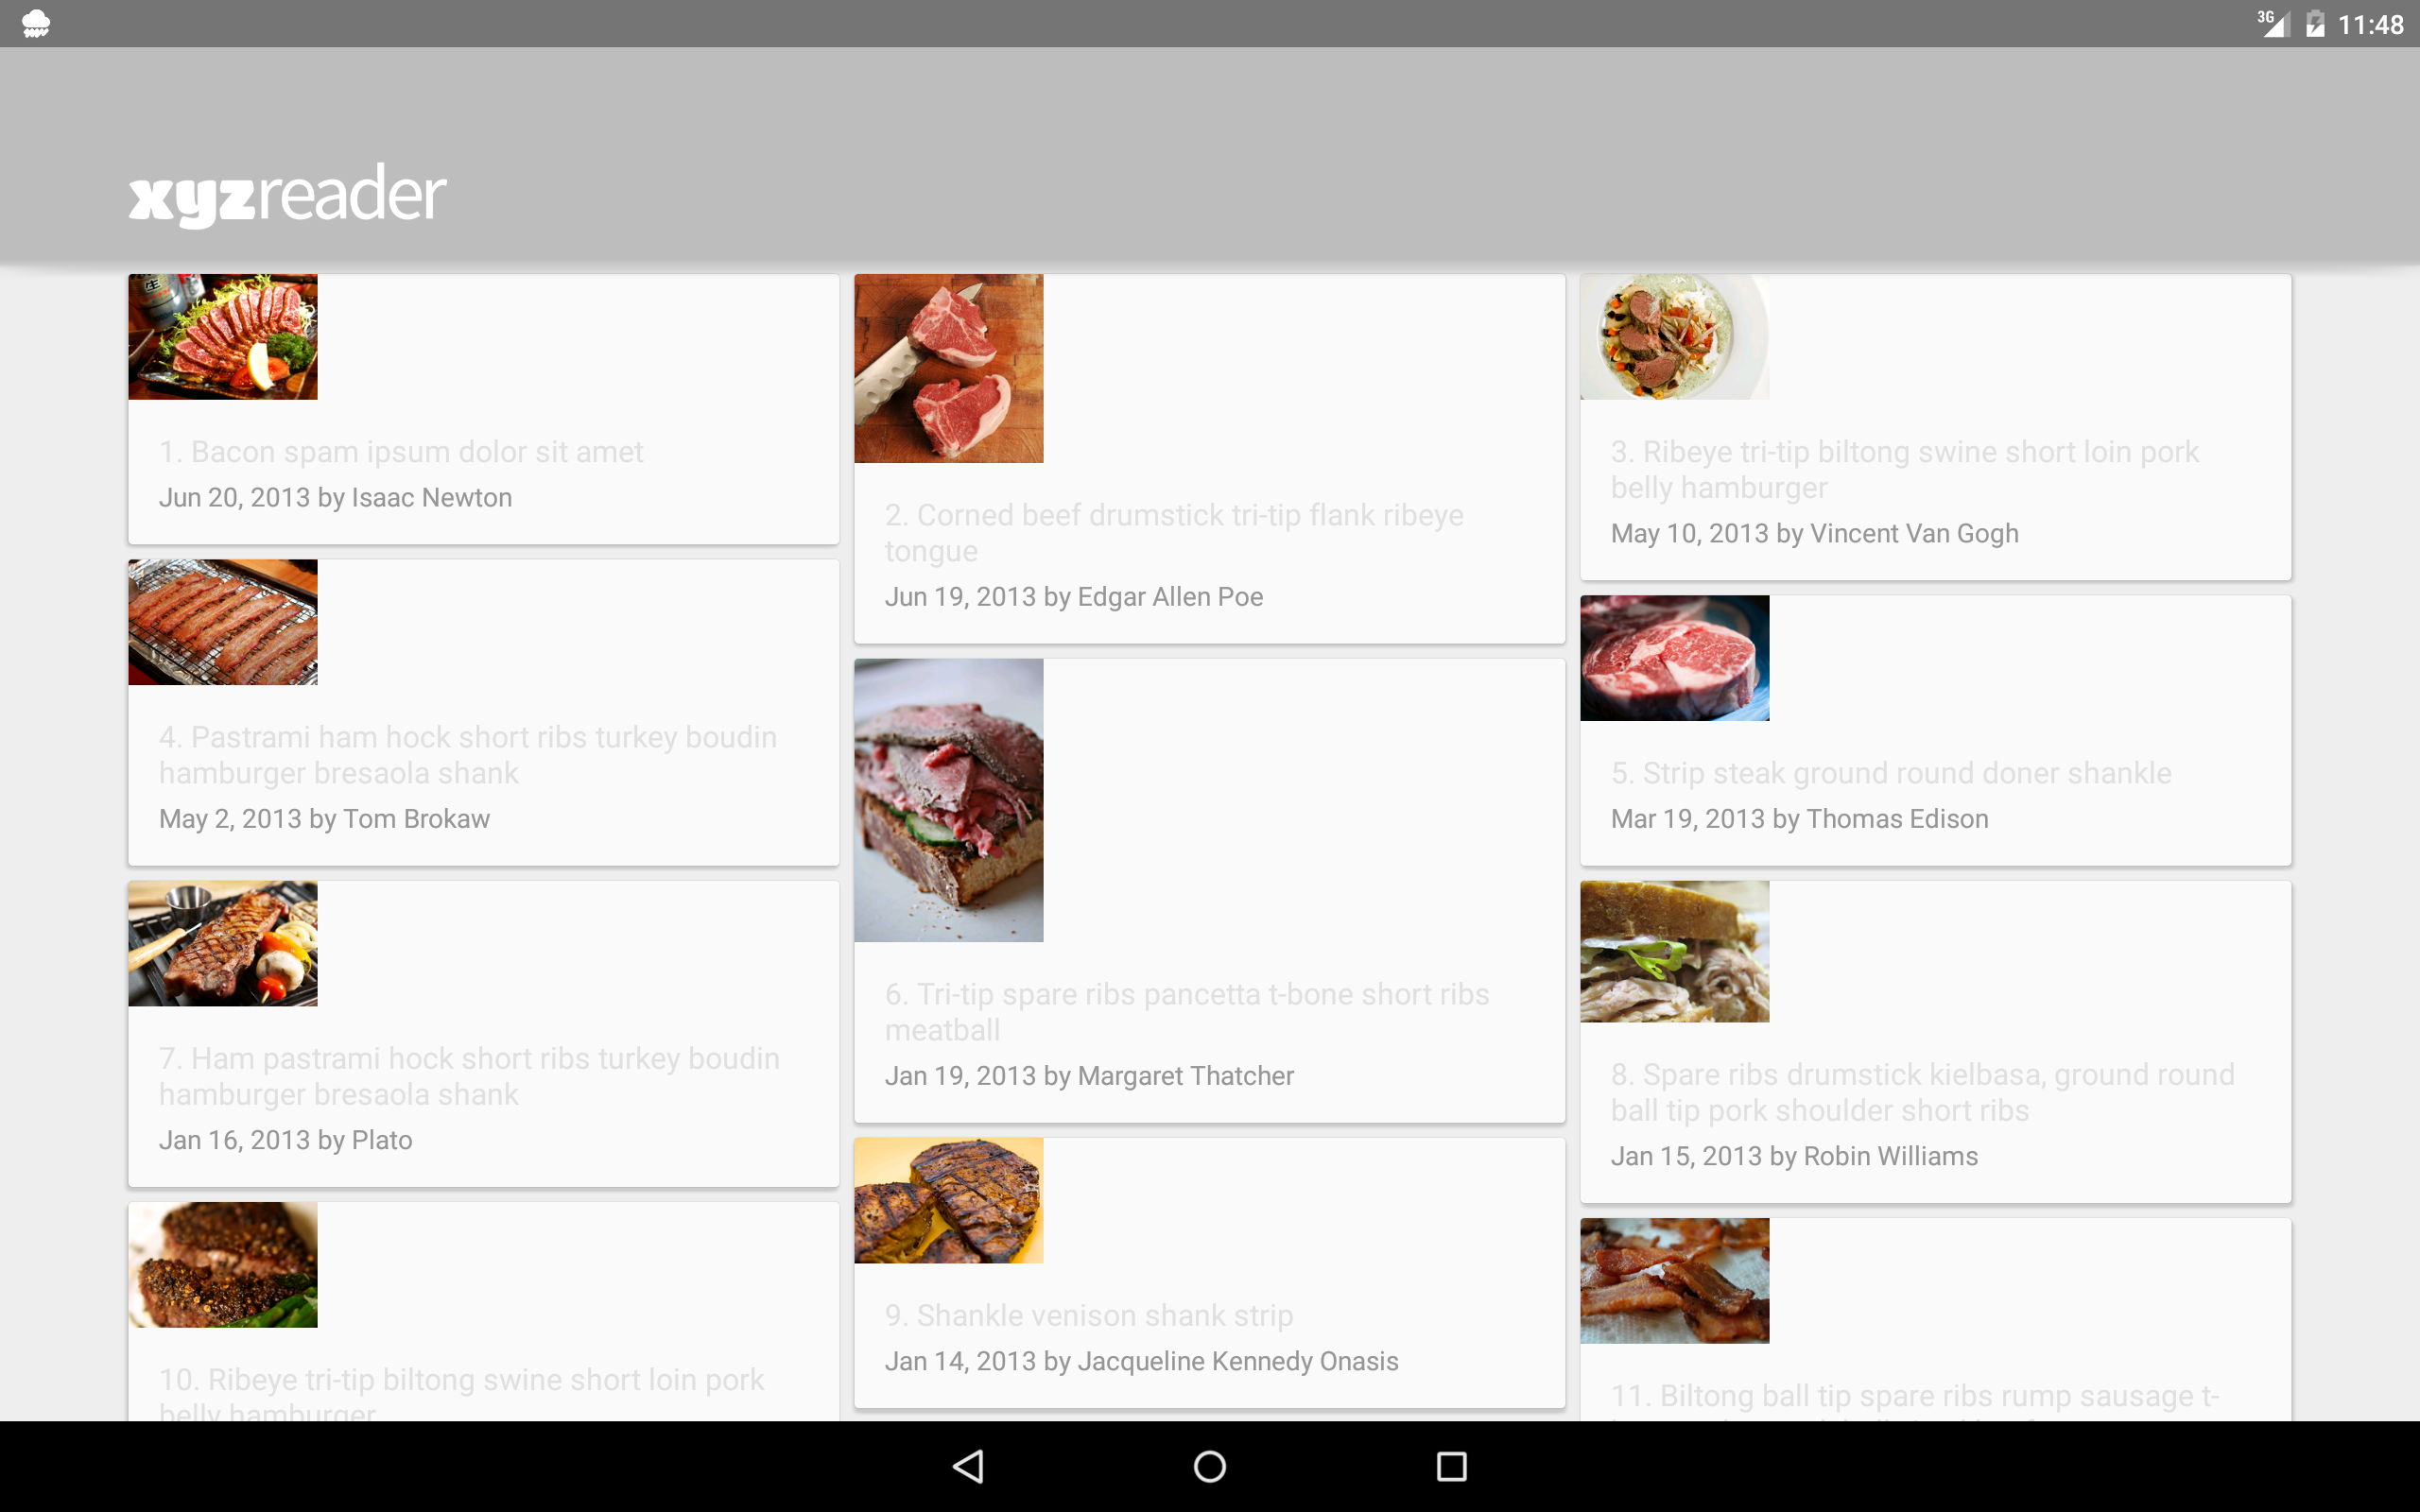 3G 11:48
xyzreader
1. Bacon spam ipsum dolor sit amet
Jun 20, 2013 by Isaac Newton
2. Corned beef drumstick tri-tip flank ribeye
tongue
Jun 19, 2013 by Edgar Allen Poe
3. Ribeye tri-tip biltong swine short loin pork
belly hamburger
May 10, 2013 by Vincent Van Gogh
4. Pastrami ham hock short ribs turkey boudin
hamburger bresaola shank
May 2, 2013 by Tom Brokaw
5. Strip steak ground round doner shankle
Mar 19, 2013 by Thomas Edison
6. Tri-tip spare ribs pancetta t-bone short ribs
meatball
Jan 19, 2013 by Margaret Thatcher
7. Ham pastrami hock short ribs turkey boudin
hamburger bresaola shank
Jan 16, 2013 by Plato
8. Spare ribs drumstick kielbasa, ground round
ball tip pork shoulder short ribs
Jan 15, 2013 by Robin Williams
9. Shankle venison shank strip
Jan 14, 2013 by Jacqueline Kennedy Onasis
10. Ribeye tri-tip biltong swine short loin pork
belly hamburger
11. Biltong ball tip spare ribs rump sausage t-